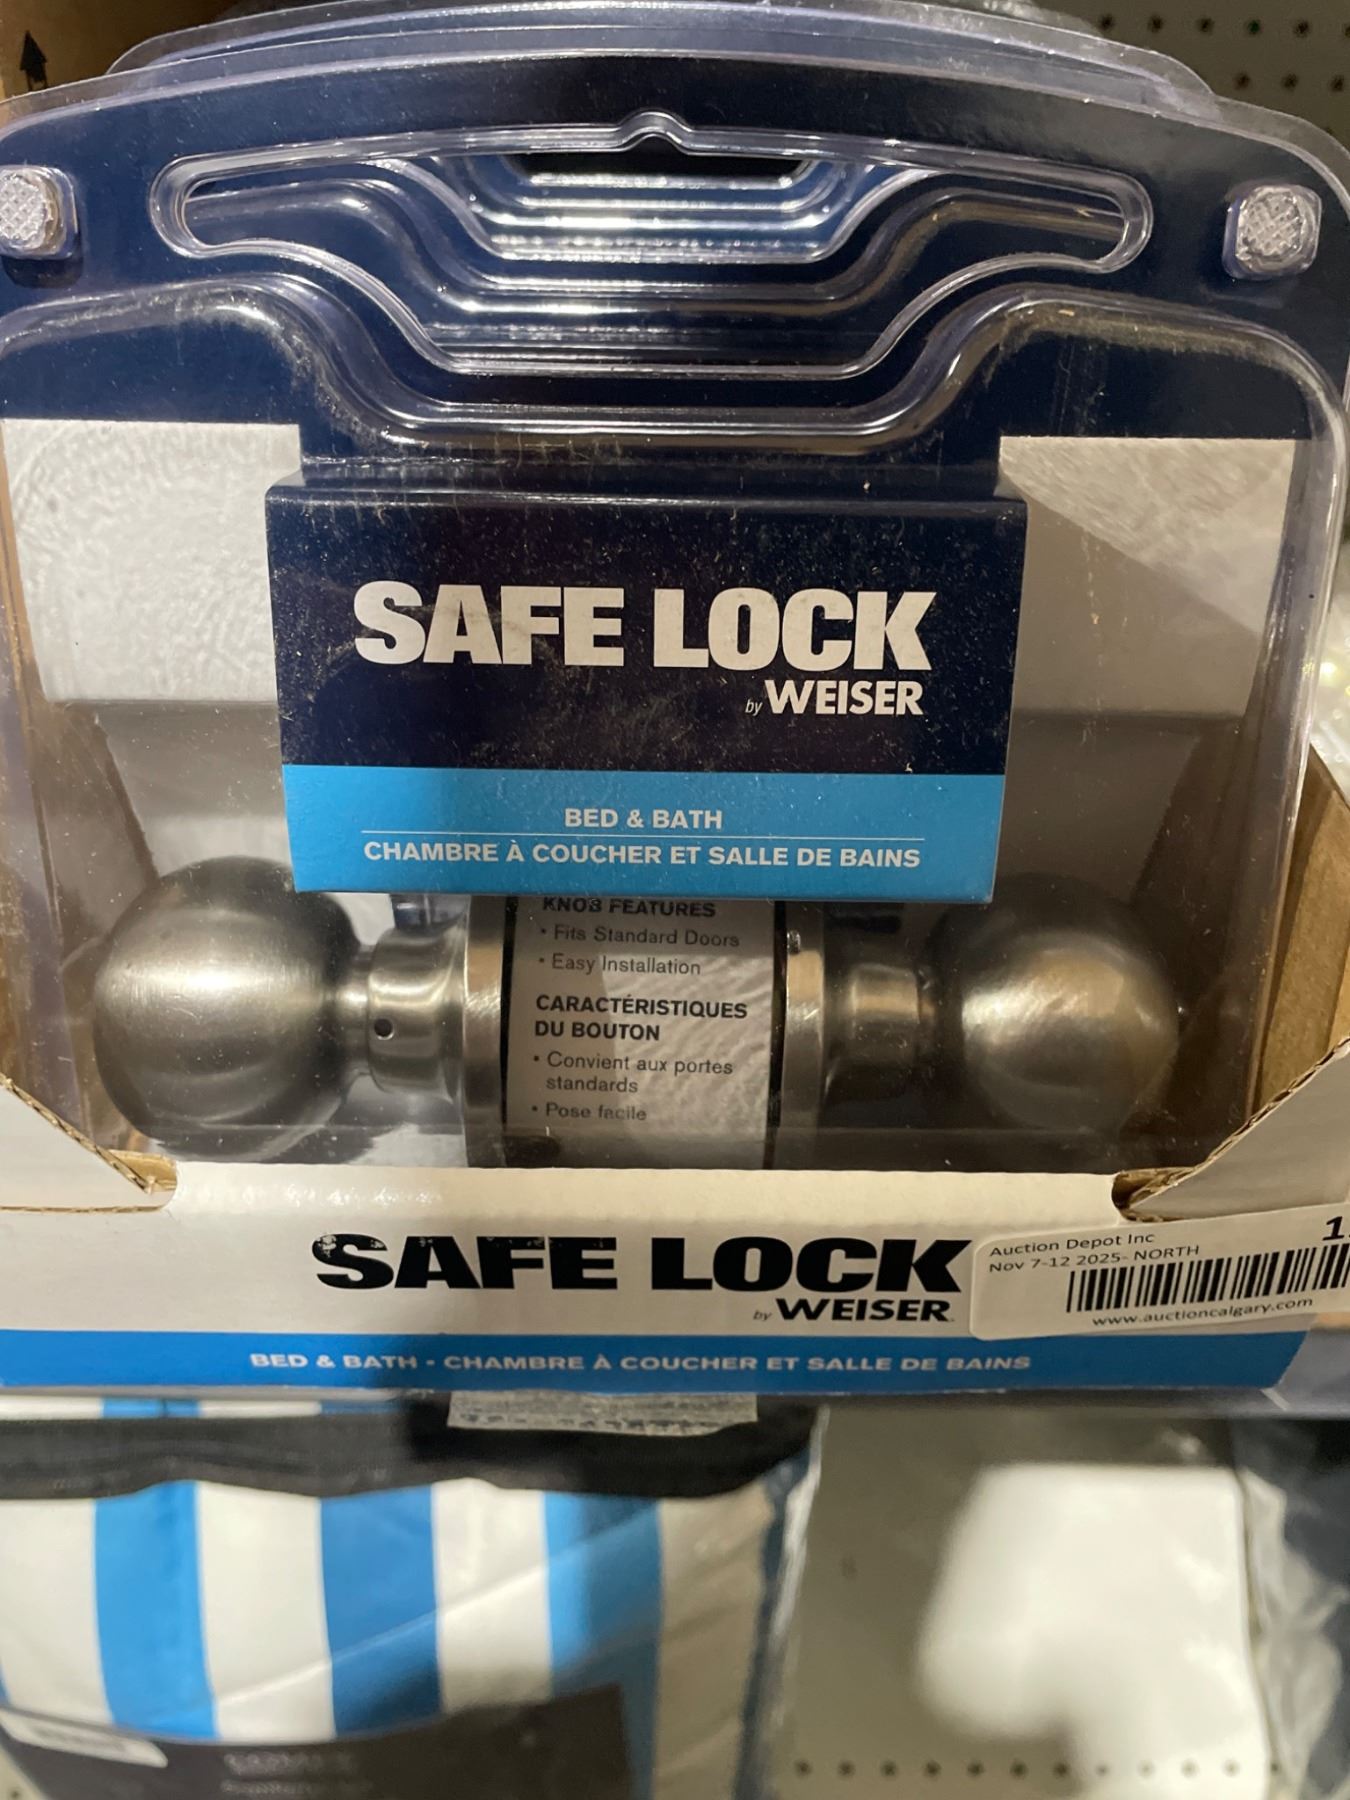 SAFE LOCK
by WEISER
BED & BATH
CHAMBRE À COUCHER ET SALLE DE BAINS
KNOB FEATURES
• Fits Standard Doors
• Easy Installation
CARACTÉRISTIQUES
DU BOUTON
• Convient aux portes
standards
• Pose facile
SAFE LOCK
by WEISER
BED & BATH • CHAMBRE À COUCHER ET SALLE DE BAINS
Auction Depot Inc
Nov 7-12 2025- NORTH
www.auctioncalgary.com